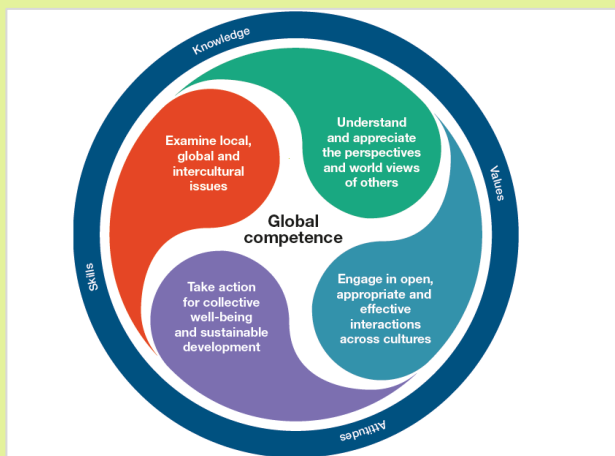 Knowledge
Examine local,
global and
intercultural
issues
Understand
and appreciate
the perspectives
and world views
of others
Values
Global
competence
Skills
Take action
for collective
well-being
and sustainable
development
Engage in open,
appropriate and
effective
interactions
across cultures
Attitudes